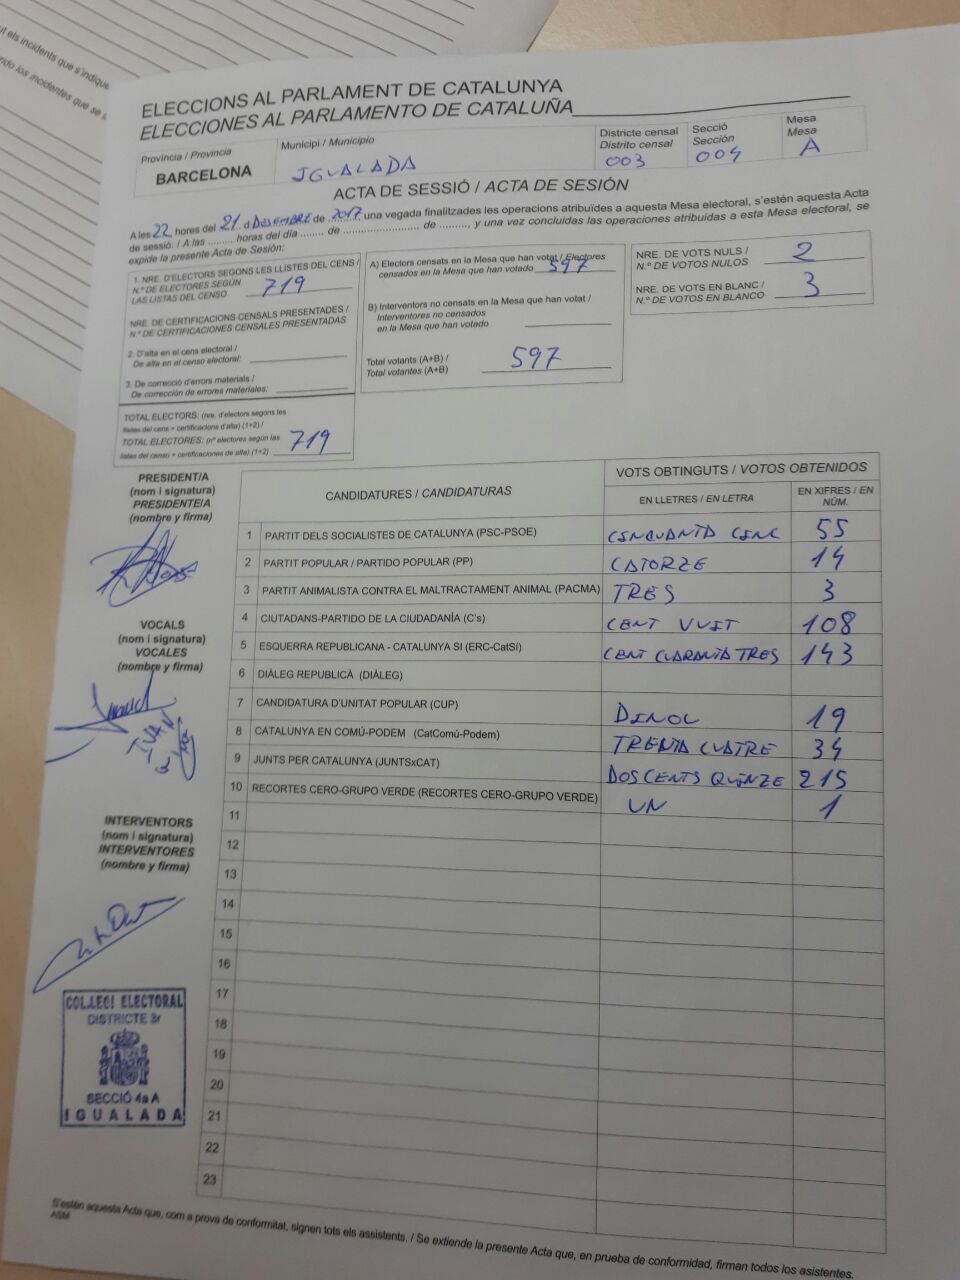 ut els incidents que s'indique
ELECCIONS AL PARLAMENT DE CATALUNYA
ELECCIONES AL PARLAMENTO DE CATALUÑA
Provincia / Provincia
BARCELONA
Municipi / Municipio
IGUALADA
Districte censal
Distrito censal
003
Secció
Sección
004
Mesa
Mesa
A
ACTA DE SESSIÓ / ACTA DE SESIÓN
A les 22 hores del 21 d DESEMBRE de 2017 una vegada finalitzades les operacions atribuïdes a aquesta Mesa electoral, s'estén aquesta Acta
de sessió: / A las ......... horas del día ....... de ......................... de ........., y una vez concluidas las operaciones atribuidas a esta Mesa electoral, se
expide la presente Acta de Sesión:
1. NRE. D'ELECTORS SEGONS LES LLISTES DEL CENS /
N.º DE ELECTORES SEGÚN
LAS LISTAS DEL CENSO
719
NRE. DE CERTIFICACIONS CENSALS PRESENTADES /
N.º DE CERTIFICACIONES CENSALES PRESENTADAS
2. D'alta en el cens electoral /
De alta en el censo electoral:
3. De correcció d'errors materials /
De corrección de errores materiales:
TOTAL ELECTORS: (nre. d'electors segons les
llistes del cens + certificacions d'alta) (1+2) /
TOTAL ELECTORES: (nº electores según las
listas del censo + certificaciones de alta) (1+2)
719
A) Electors censats en la Mesa que han votat / Electores
censados en la Mesa que han votado 597
B) Interventors no censats en la Mesa que han votat /
Interventores no censados
en la Mesa que han votado
Total votants (A+B) /
Total votantes (A+B)
597
NRE. DE VOTS NULS /
N.º DE VOTOS NULOS
2
NRE. DE VOTS EN BLANC /
N.º DE VOTOS EN BLANCO
3
PRESIDENT/A
(nom i signatura)
PRESIDENTE/A
(nombre y firma)
VOCALS
(nom i signatura)
VOCALES
(nombre y firma)
IVAN
INTERVENTORS
(nom i signatura)
INTERVENTORES
(nombre y firma)
COL.LEGI ELECTORAL
DISTRICTE 3r
SECCIÓ 4a A
IGUALADA
CANDIDATURES / CANDIDATURAS
VOTS OBTINGUTS / VOTOS OBTENIDOS
EN LLETRES / EN LETRA
EN XIFRES / EN
NÚM.
1 PARTIT DELS SOCIALISTES DE CATALUNYA (PSC-PSOE) CINCUANTA CINC 55
2 PARTIT POPULAR / PARTIDO POPULAR (PP) CATORZE 14
3 PARTIT ANIMALISTA CONTRA EL MALTRACTAMENT ANIMAL (PACMA) TRES 3
4 CIUTADANS-PARTIDO DE LA CIUDADANÍA (C's) CENT VUIT 108
5 ESQUERRA REPUBLICANA - CATALUNYA SI (ERC-CatSí) CENT CUARANTA TRES 143
6 DIÀLEG REPUBLICÀ (DIÀLEG)
7 CANDIDATURA D'UNITAT POPULAR (CUP) DINOU 19
8 CATALUNYA EN COMÚ-PODEM (CatComú-Podem) TRENTA CUATRE 34
9 JUNTS PER CATALUNYA (JUNTSxCAT) DOS CENTS QUINZE 215
10 RECORTES CERO-GRUPO VERDE (RECORTES CERO-GRUPO VERDE) UN 1
11
12
13
14
15
16
17
18
19
20
21
22
23
S'estén aquesta Acta que, com a prova de conformitat, signen tots els assistents. / Se extiende la presente Acta que, en prueba de conformidad, firman todos los asistentes.
ASM